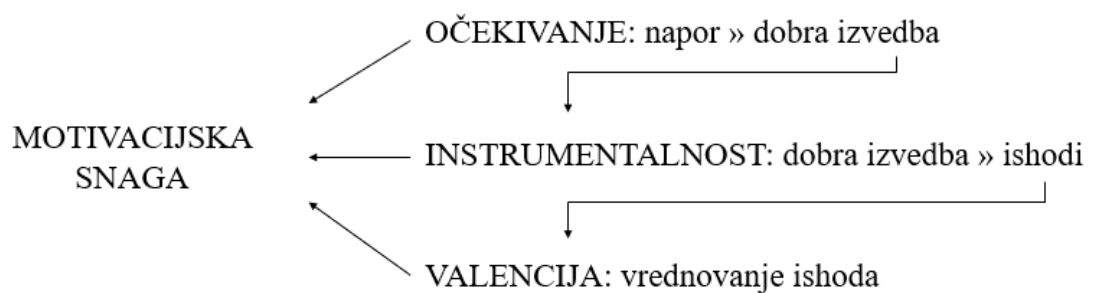 OČEKIVANJE: napor » dobra izvedba
MOTIVACIJSKA
SNAGA
INSTRUMENTALNOST: dobra izvedba » ishodi
VALENCIJA: vrednovanje ishoda